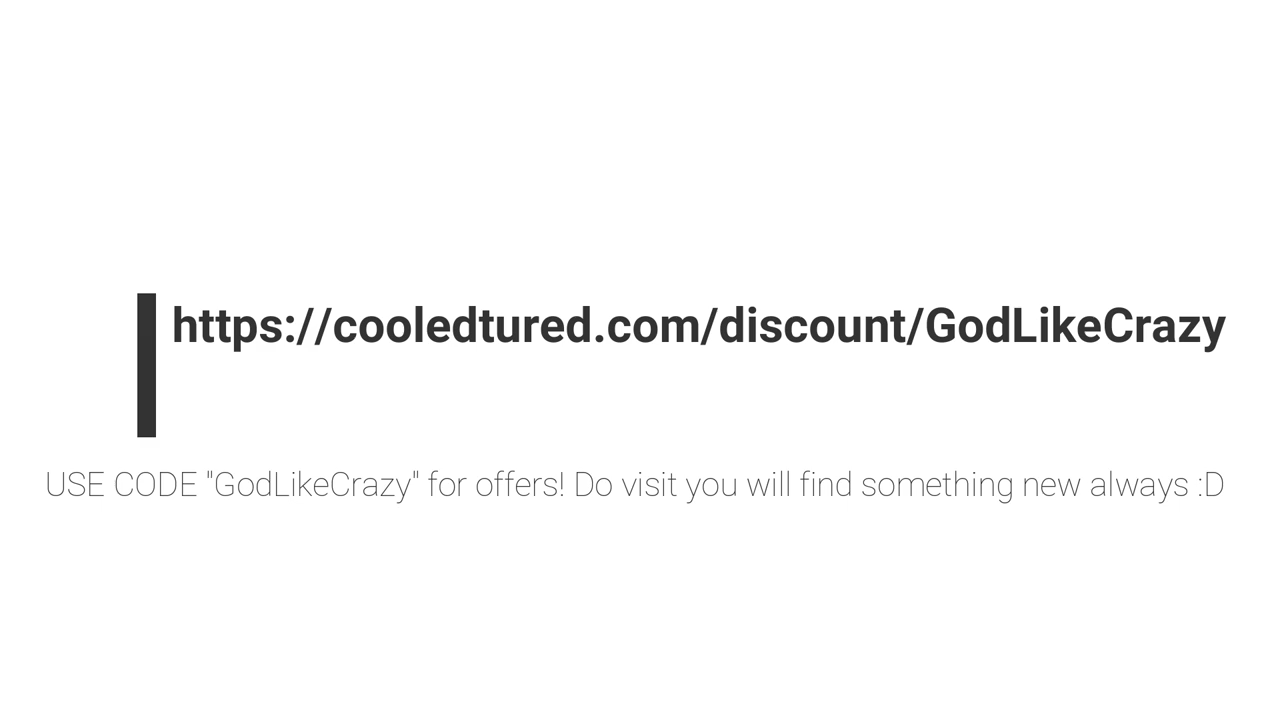 https://cooledtured.com/discount/GodLikeCrazy
USE CODE "GodLikeCrazy" for offers! Do visit you will find something new always :D